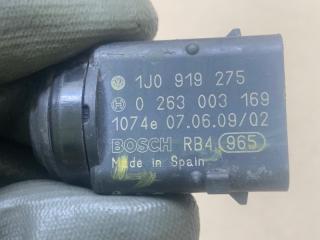 1J0 919 275
0 263 003 169
1074e 07.06.09/02
BOSCH RB4 965
Made in Spain